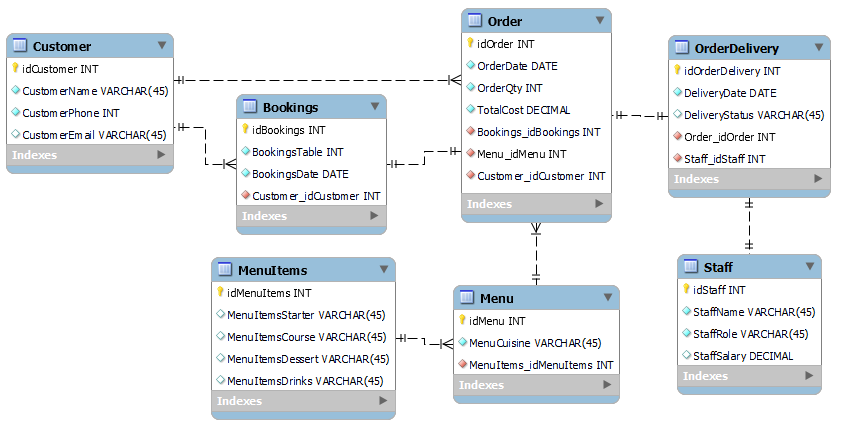 Customer
idCustomer INT
CustomerName VARCHAR(45)
CustomerPhone INT
CustomerEmail VARCHAR(45)
Indexes
Bookings
idBookings INT
BookingsTable INT
BookingsDate DATE
Customer_idCustomer INT
Indexes
Order
idOrder INT
OrderDate DATE
OrderQty INT
TotalCost DECIMAL
Bookings_idBookings INT
Menu_idMenu INT
Customer_idCustomer INT
Indexes
OrderDelivery
idOrderDelivery INT
DeliveryDate DATE
DeliveryStatus VARCHAR(45)
Order_idOrder INT
Staff_idStaff INT
Indexes
MenuItems
idMenuItems INT
MenuItemsStarter VARCHAR(45)
MenuItemsCourse VARCHAR(45)
MenuItemsDessert VARCHAR(45)
MenuItemsDrinks VARCHAR(45)
Indexes
Menu
idMenu INT
MenuCuisine VARCHAR(45)
MenuItems_idMenuItems INT
Indexes
Staff
idStaff INT
StaffName VARCHAR(45)
StaffRole VARCHAR(45)
StaffSalary DECIMAL
Indexes